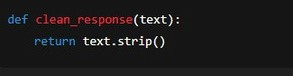 def clean_response(text):
    return text.strip()